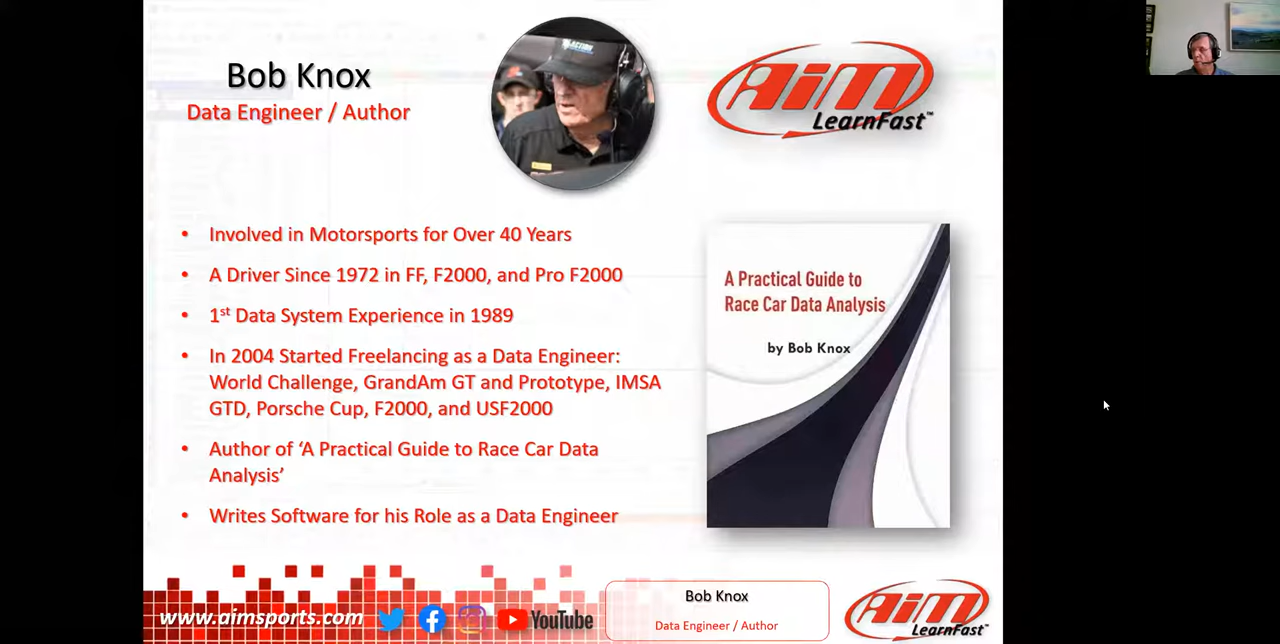 Bob Knox
Data Engineer / Author
AiM
LearnFast™
• Involved in Motorsports for Over 40 Years
• A Driver Since 1972 in FF, F2000, and Pro F2000
• 1st Data System Experience in 1989
• In 2004 Started Freelancing as a Data Engineer:
World Challenge, GrandAm GT and Prototype, IMSA
GTD, Porsche Cup, F2000, and USF2000
• Author of ‘A Practical Guide to Race Car Data
Analysis’
• Writes Software for his Role as a Data Engineer
A Practical Guide to
Race Car Data Analysis
by Bob Knox
www.aimsports.com
YouTube
Bob Knox
Data Engineer / Author
AiM
LearnFast™